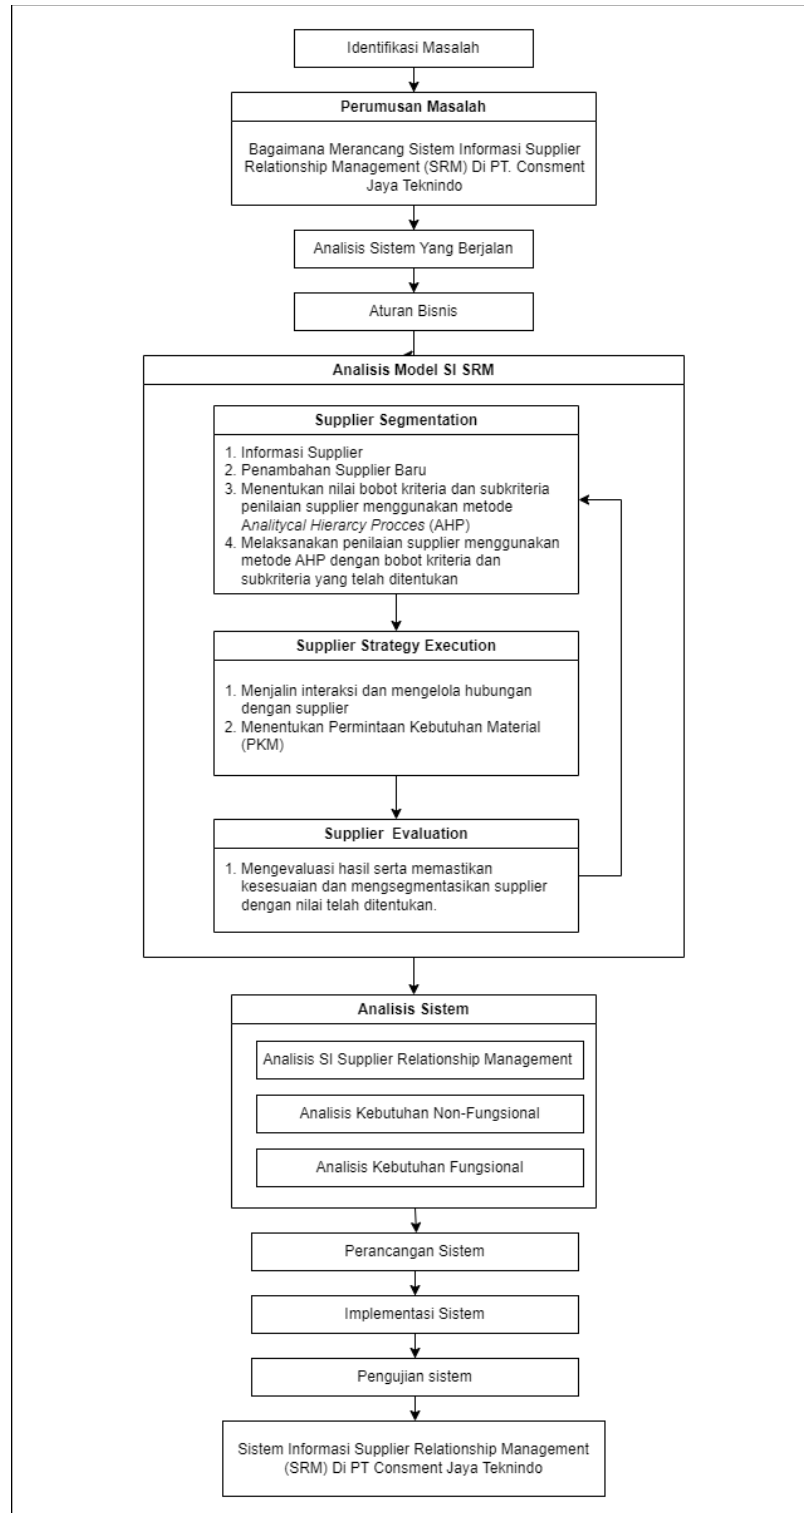 Identifikasi Masalah
Perumusan Masalah
Bagaimana Merancang Sistem Informasi Supplier
Relationship Management (SRM) Di PT. Consment
Jaya Teknindo
Analisis Sistem Yang Berjalan
Aturan Bisnis
Analisis Model SI SRM
Supplier Segmentation
1. Informasi Supplier
2. Penambahan Supplier Baru
3. Menentukan nilai bobot kriteria dan subkriteria
penilaian supplier menggunakan metode
Analitycal Hierarcy Procces (AHP)
4. Melaksanakan penilaian supplier menggunakan
metode AHP dengan bobot kriteria dan
subkriteria yang telah ditentukan
Supplier Strategy Execution
1. Menjalin interaksi dan mengelola hubungan
dengan supplier
2. Menentukan Permintaan Kebutuhan Material
(PKM)
Supplier Evaluation
1. Mengevaluasi hasil serta memastikan
kesesuaian dan mengsegmentasikan supplier
dengan nilai telah ditentukan.
Analisis Sistem
Analisis SI Supplier Relationship Management
Analisis Kebutuhan Non-Fungsional
Analisis Kebutuhan Fungsional
Perancangan Sistem
Implementasi Sistem
Pengujian sistem
Sistem Informasi Supplier Relationship Management
(SRM) Di PT Consment Jaya Teknindo